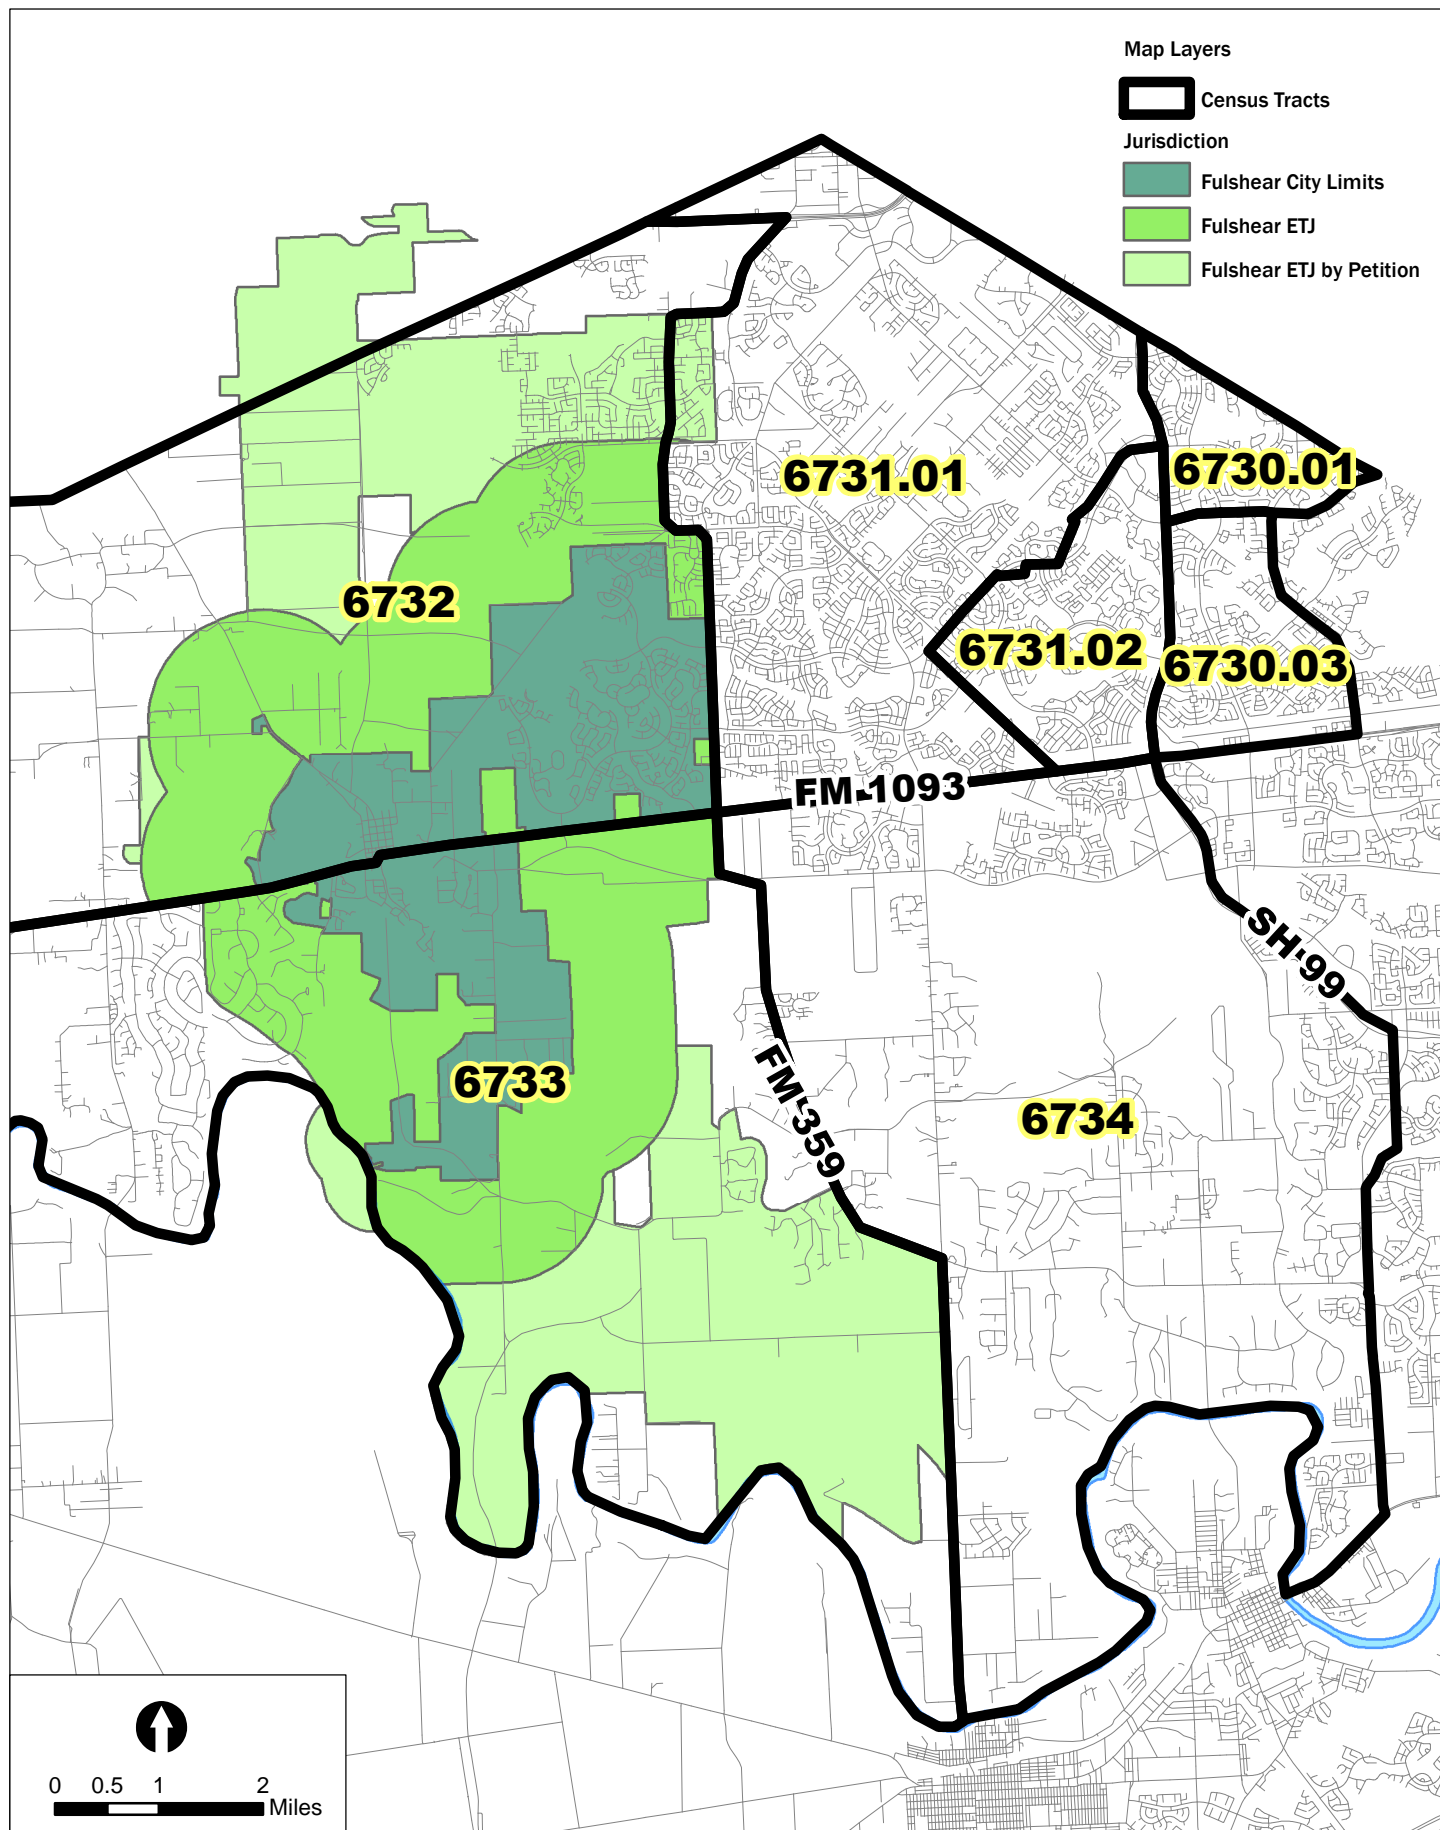 Map Layers
Census Tracts
Jurisdiction
Fulshear City Limits
Fulshear ETJ
Fulshear ETJ by Petition
6731.01
6730.01
6732
6731.02
6730.03
FM 1093
SH 99
6733
FM 359
6734
0 0.5 1 2
Miles